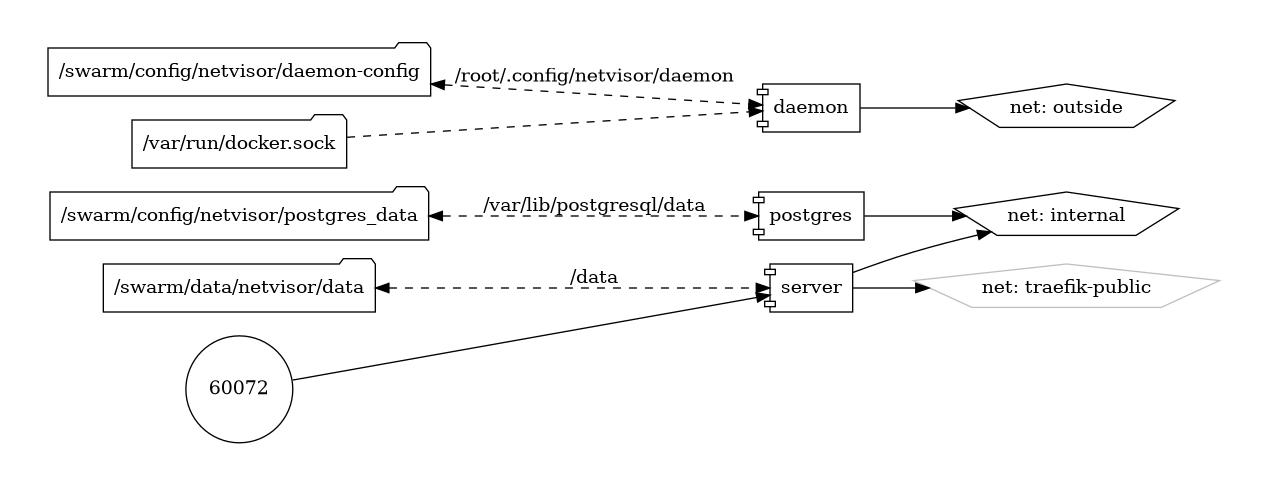 /swarm/config/netvisor/daemon-config
/root/.config/netvisor/daemon
daemon
net: outside
/var/run/docker.sock
/swarm/config/netvisor/postgres_data
/var/lib/postgresql/data
postgres
net: internal
/swarm/data/netvisor/data
/data
server
net: traefik-public
60072